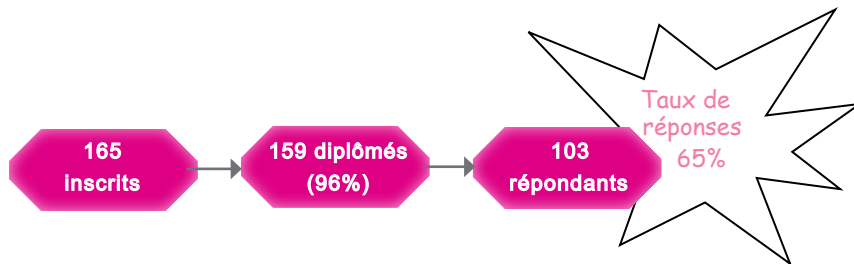 165
inscrits
159 diplômés
(96%)
103
répondants
Taux de
réponses
65%